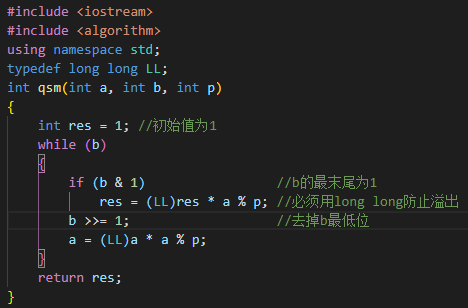 #include <iostream>
#include <algorithm>
using namespace std;
typedef long long LL;
int qsm(int a, int b, int p)
{
    int res = 1; //初始值为1
    while (b)
    {
        if (b & 1)                //b的最末尾为1
            res = (LL)res * a % p; //必须用long long防止溢出
        b >>= 1;                  //去掉b最低位
        a = (LL)a * a % p;
    }
    return res;
}